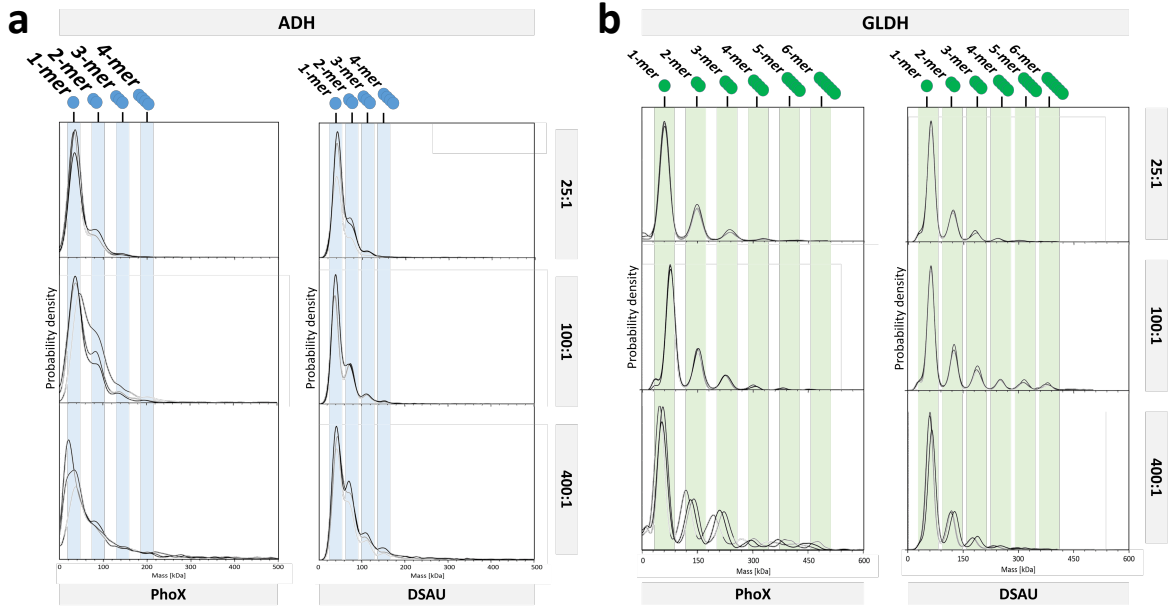 a
ADH
1-mer
2-mer
3-mer
4-mer
1-mer
2-mer
3-mer
4-mer
25:1
100:1
400:1
Probability density
Probability density
0 100 200 300 400 500
Mass [kDa]
0 100 200 300 400 500
Mass [kDa]
PhoX
DSAU
b
GLDH
1-mer
2-mer
3-mer
4-mer
5-mer
6-mer
1-mer
2-mer
3-mer
4-mer
5-mer
6-mer
25:1
100:1
400:1
Probability density
Probability density
0 150 300 450 600
Mass [kDa]
0 150 300 450 600
Mass [kDa]
PhoX
DSAU